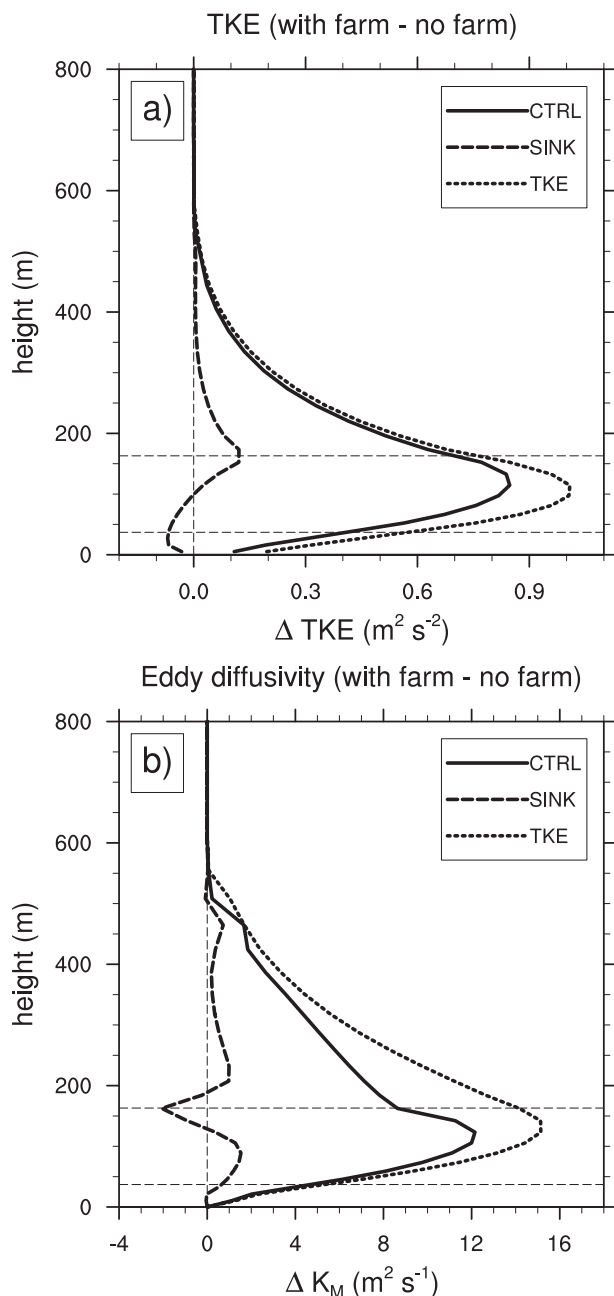 TKE (with farm - no farm)
800
a)
CTRL
SINK
TKE
600
height (m)
400
200
0
0.0 0.3 0.6 0.9
Δ TKE (m² s⁻²)
Eddy diffusivity (with farm - no farm)
800
b)
CTRL
SINK
TKE
600
height (m)
400
200
0
-4 0 4 8 12 16
Δ K_M (m² s⁻¹)